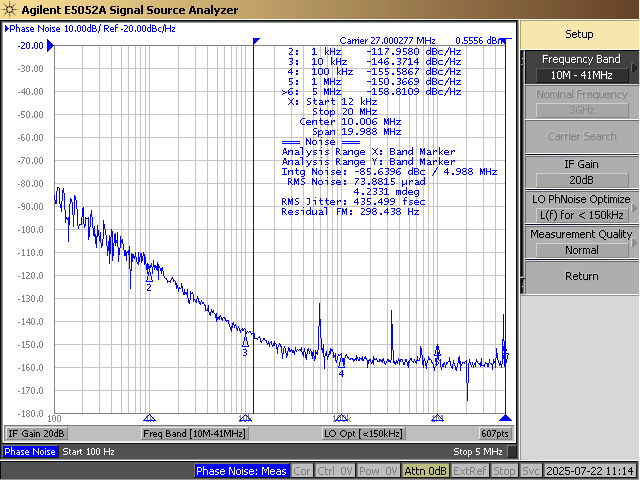 Agilent E5052A Signal Source Analyzer
Phase Noise 10.00dB/ Ref -20.00dBc/Hz
Carrier 27.000277 MHz 0.5556 dBm
-20.00
-30.00
-40.00
-50.00
-60.00
-70.00
-80.00
-90.00
-100.0
-110.0
-120.0
-130.0
-140.0
-150.0
-160.0
-170.0
-180.0
2: 1 kHz -117.9580 dBc/Hz
3: 10 kHz -146.3714 dBc/Hz
4: 100 kHz -155.5867 dBc/Hz
5: 1 MHz -150.3669 dBc/Hz
>6: 5 MHz -158.8109 dBc/Hz
X: Start 12 kHz
Stop 20 MHz
Center 10.006 MHz
Span 19.988 MHz
=== Noise ===
Analysis Range X: Band Marker
Analysis Range Y: Band Marker
Intg Noise: -85.6396 dBc / 4.988 MHz
RMS Noise: 73.8815 µrad
4.2331 mdeg
RMS Jitter: 435.499 fsec
Residual FM: 298.438 Hz
2
3
4
5
100
IF Gain 20dB
Freq Band [10M-41MHz]
LO Opt [<150kHz]
607pts
Phase Noise Start 100 Hz
Stop 5 MHz
Phase Noise: Meas
Cor
Ctrl 0V
Pow 0V
Attn 0dB
ExtRef
Stop
Svc
2025-07-22 11:14
Setup
Frequency Band
10M - 41MHz
Nominal Frequency
3GHz
Carrier Search
IF Gain
20dB
LO PhNoise Optimize
L(f) for < 150kHz
Measurement Quality
Normal
Return